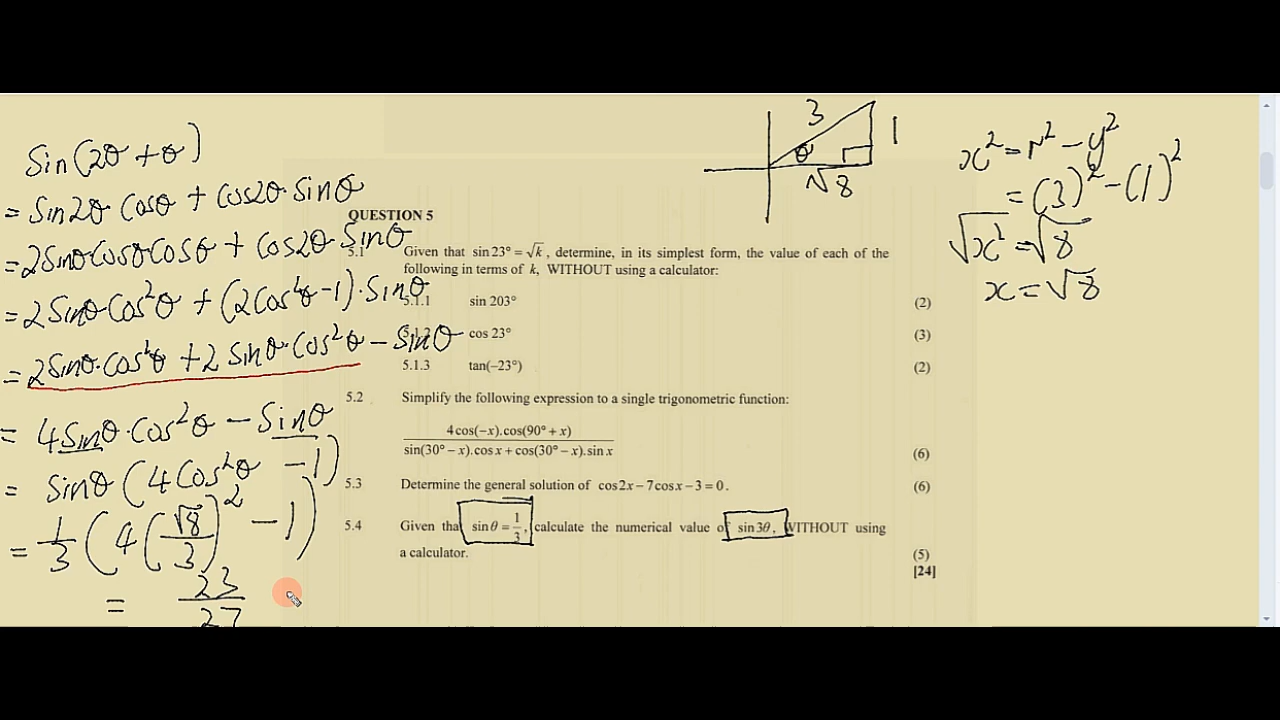 Sin(2θ+θ)
= Sin2θ·Cosθ + Cos2θ·Sinθ
= 2SinθCosθCosθ + Cos2θ·Sinθ
= 2Sinθ·Cos²θ + (2Cos²θ-1)·Sinθ
= 2Sinθ·Cos²θ + 2Sinθ·Cos²θ - Sinθ
= 4Sinθ·Cos²θ - Sinθ
= Sinθ(4Cos²θ - 1)
= 1/3 (4(√8/3)² - 1)
= 23/27
3
θ
1
√8
x² = r² - y²
= (3)² - (1)²
√x² = √8
x = √8
QUESTION 5
5.1 Given that sin 23° = √k, determine, in its simplest form, the value of each of the
following in terms of k, WITHOUT using a calculator:
5.1.1 sin 203° (2)
5.1.2 cos 23° (3)
5.1.3 tan(−23°) (2)
5.2 Simplify the following expression to a single trigonometric function:
4cos(−x).cos(90° + x)
sin(30° − x).cos x + cos(30° − x).sin x (6)
5.3 Determine the general solution of cos2x − 7cosx − 3 = 0. (6)
5.4 Given that sin θ = 1/3, calculate the numerical value of sin 3θ, WITHOUT using
a calculator. (5)
[24]